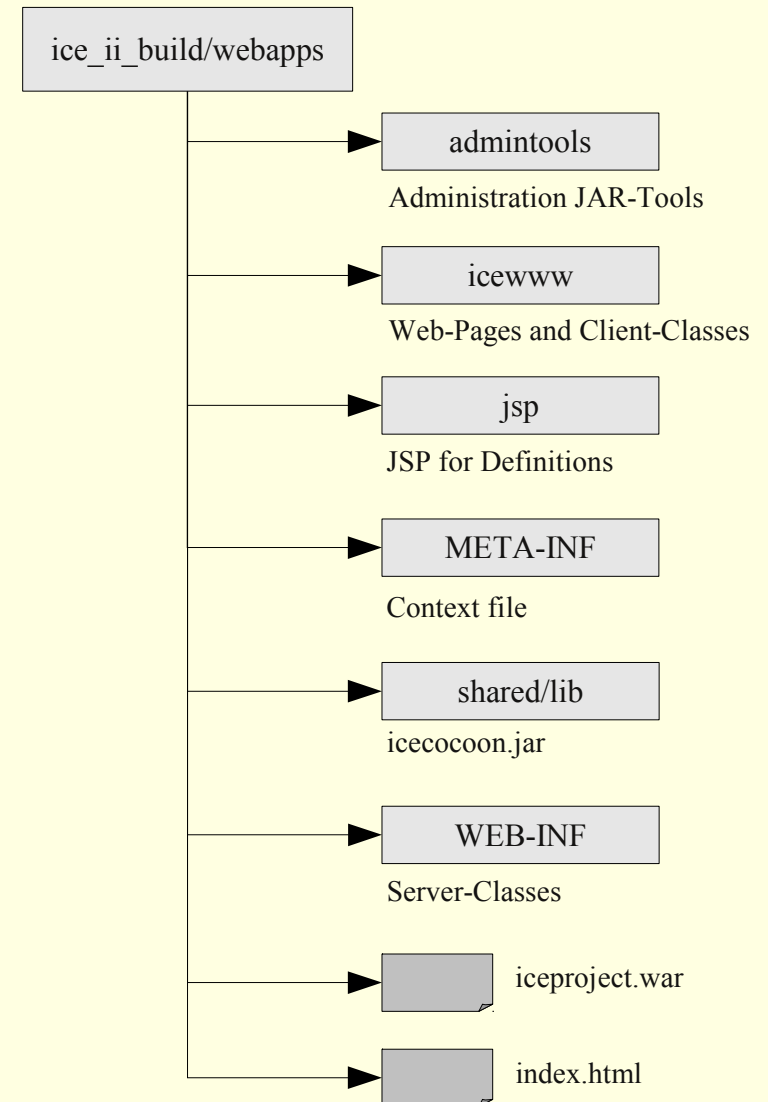 ice_ii_build/webapps
admintools
Administration JAR-Tools
icewww
Web-Pages and Client-Classes
jsp
JSP for Definitions
META-INF
Context file
shared/lib
icecocoon.jar
WEB-INF
Server-Classes
iceproject.war
index.html